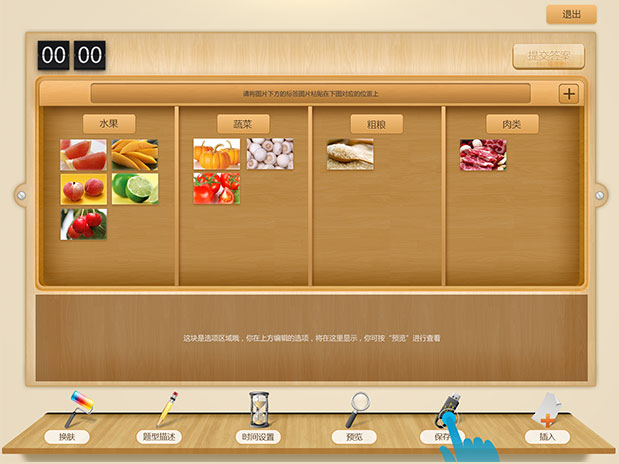 退出
00 00
提交答案
请将图片下方的标签图片粘贴在下图对应的位置上
水果
蔬菜
粗粮
肉类
这块是选项区域哦，你在上方编辑的选项，将在这里显示，你可按“预览”进行查看
换肤
题型描述
时间设置
预览
保存
插入